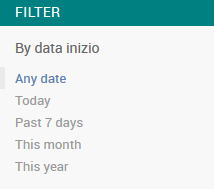 FILTER
By data inizio
Any date
Today
Past 7 days
This month
This year